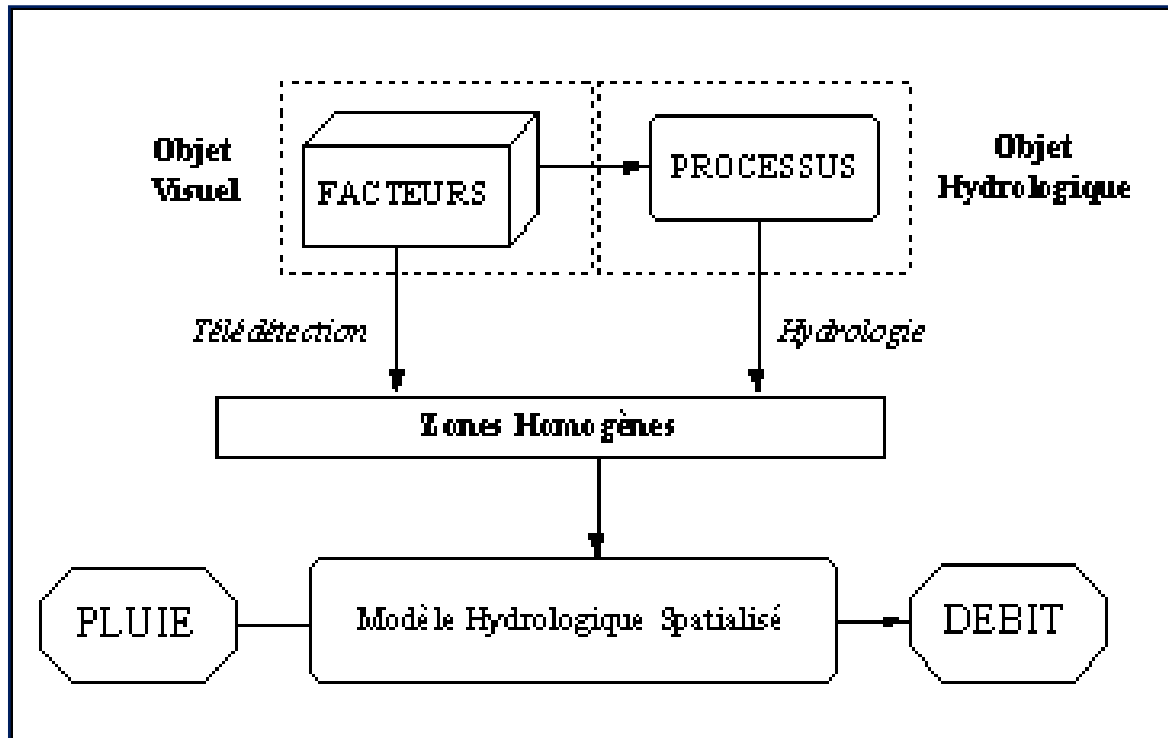 Objet
Visuel
FACTEURS
PROCESSUS
Objet
Hydrologique
Télédétection
Hydrologie
Zones Homogènes
PLUIE
Modèle Hydrologique Spatialisé
DEBIT